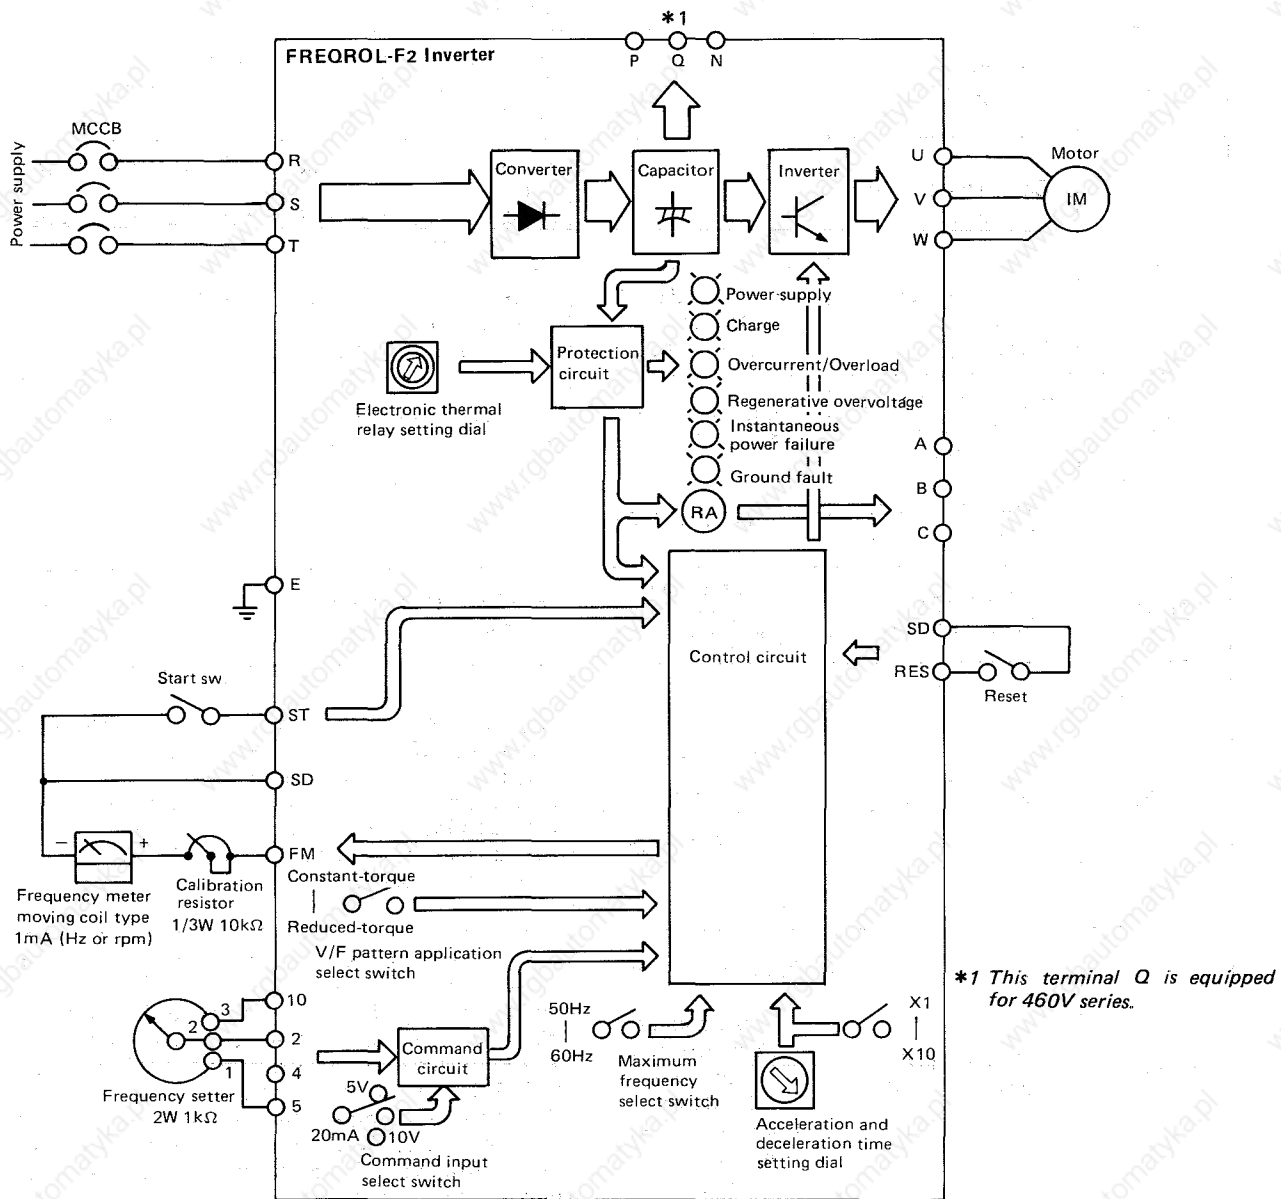 *1
FREQROL-F2 Inverter
P Q N
MCCB
Power supply
R
S
T
Converter
Capacitor
Inverter
U
V
W
Motor
IM
Power supply
Charge
Overcurrent/Overload
Regenerative overvoltage
Instantaneous
power failure
Ground fault
RA
Protection
circuit
Electronic thermal
relay setting dial
A
B
C
E
Control circuit
SD
RES
Reset
Start sw
ST
SD
FM
− +
Frequency meter
moving coil type
1mA (Hz or rpm)
Calibration
resistor
1/3W 10kΩ
Constant-torque
Reduced-torque
V/F pattern application
select switch
10
2
4
5
3
2
1
Frequency setter
2W 1kΩ
Command
circuit
5V
20mA
10V
Command input
select switch
50Hz
60Hz
Maximum
frequency
select switch
X1
X10
Acceleration and
deceleration time
setting dial
*1 This terminal Q is equipped
for 460V series.
www.rgbautomatyka.pl